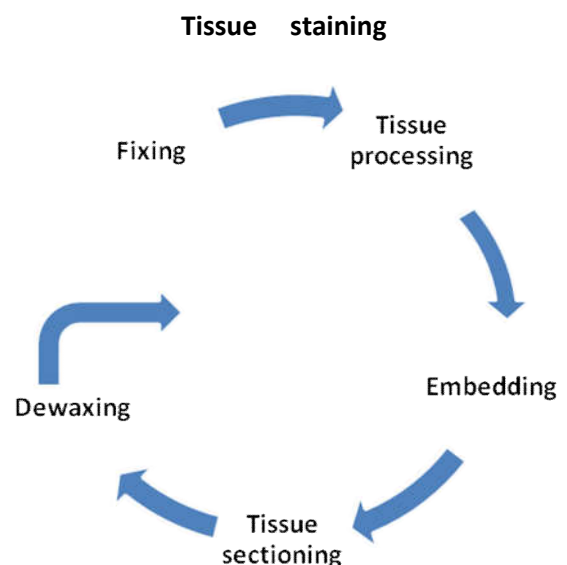 Tissue staining
Fixing
Tissue
processing
Embedding
Tissue
sectioning
Dewaxing